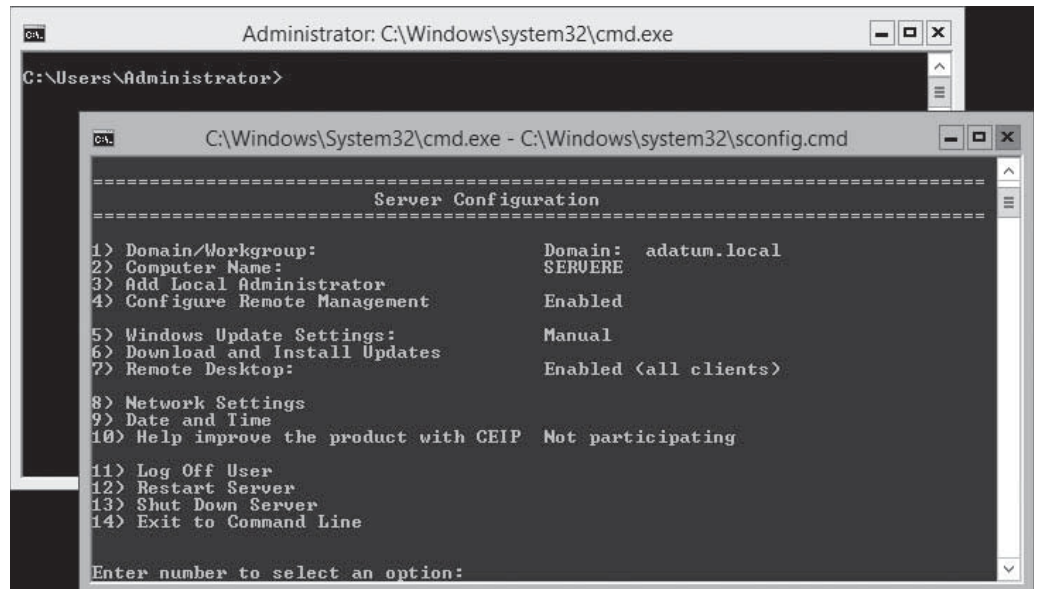 Administrator: C:\Windows\system32\cmd.exe
C:\Users\Administrator>
C:\Windows\System32\cmd.exe - C:\Windows\system32\sconfig.cmd
===============================================================================
Server Configuration
===============================================================================
1) Domain/Workgroup: Domain: adatum.local
2) Computer Name: SERVERE
3) Add Local Administrator
4) Configure Remote Management Enabled
5) Windows Update Settings: Manual
6) Download and Install Updates
7) Remote Desktop: Enabled (all clients)
8) Network Settings
9) Date and Time
10) Help improve the product with CEIP Not participating
11) Log Off User
12) Restart Server
13) Shut Down Server
14) Exit to Command Line
Enter number to select an option: